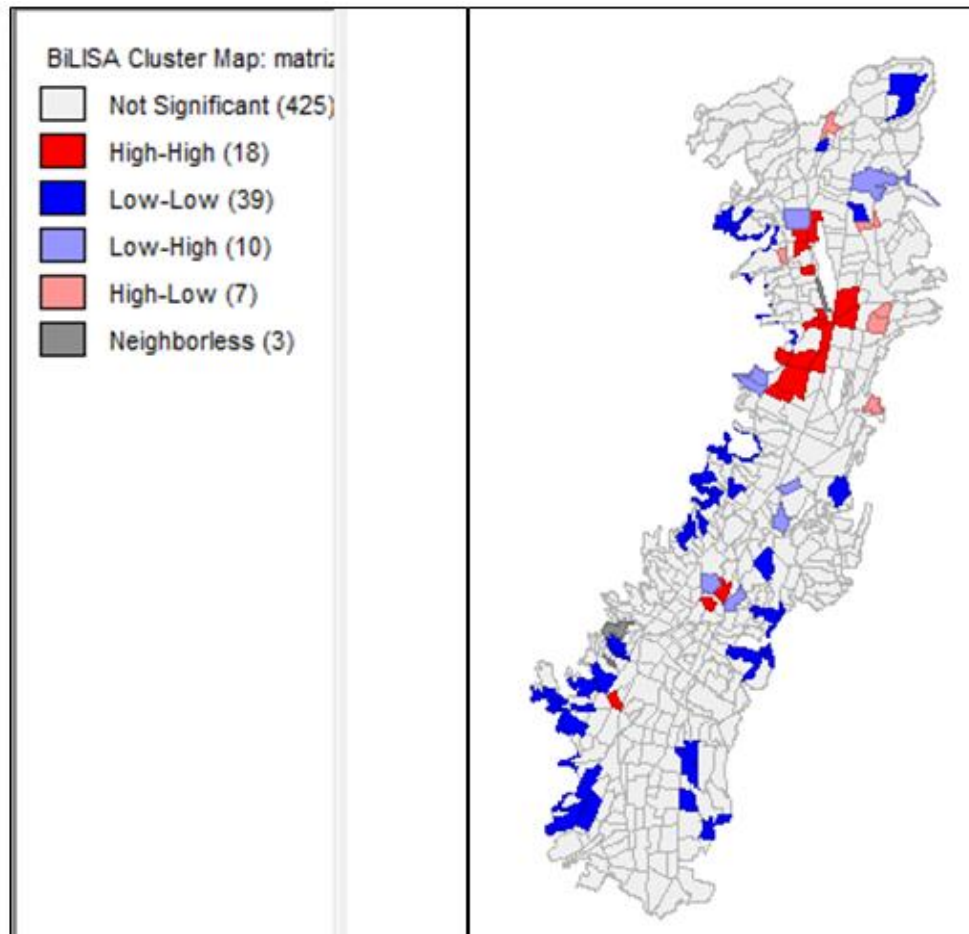 BiLISA Cluster Map: matriz
Not Significant (425)
High-High (18)
Low-Low (39)
Low-High (10)
High-Low (7)
Neighborless (3)